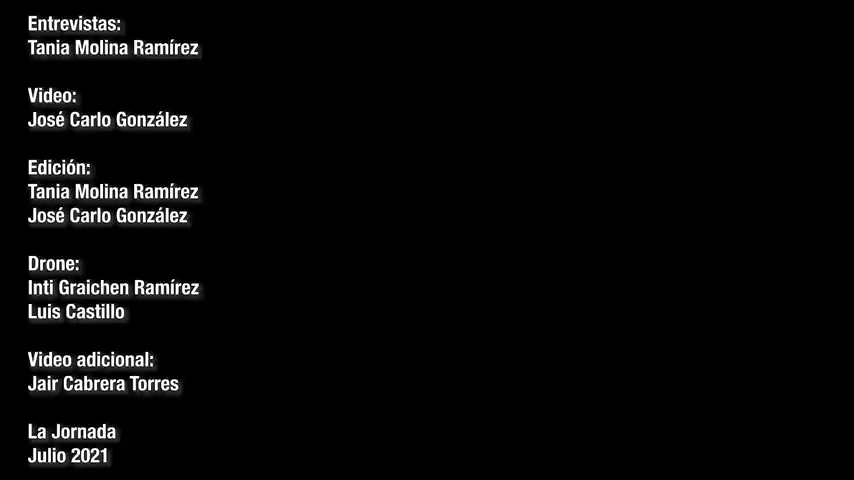 Entrevistas:
Tania Molina Ramírez
Video:
José Carlo González
Edición:
Tania Molina Ramírez
José Carlo González
Drone:
Inti Graichen Ramírez
Luis Castillo
Video adicional:
Jair Cabrera Torres
La Jornada
Julio 2021